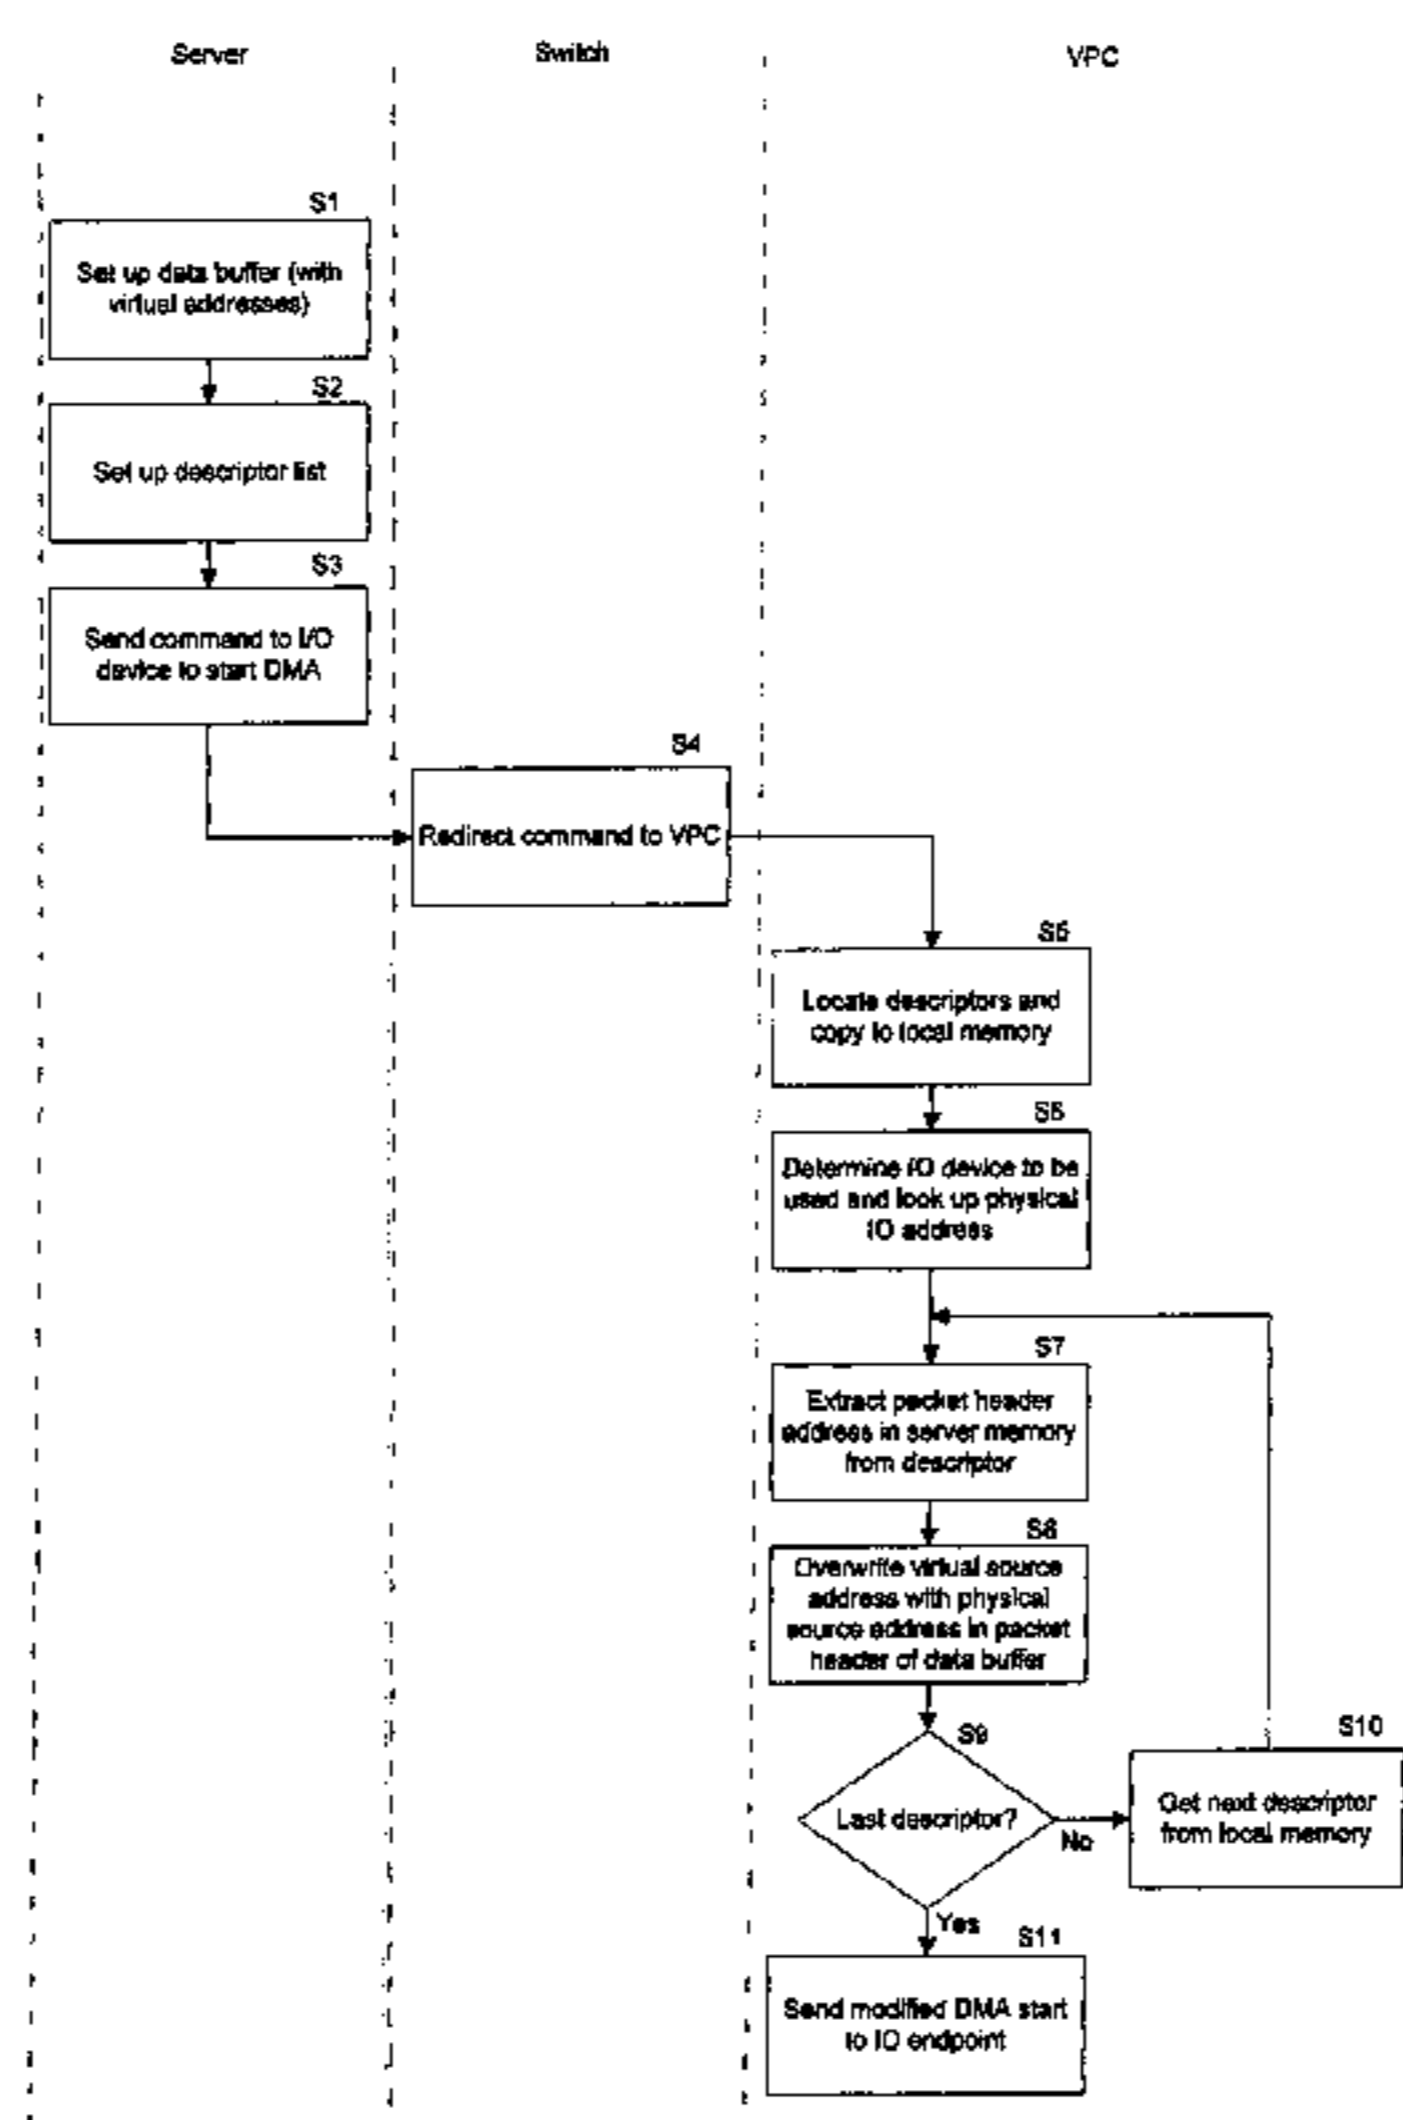 Server
Switch
VPC
S1
Set up data buffer (with
virtual addresses)
S2
Set up descriptor list
S3
Send command to I/O
device to start DMA
S4
Redirect command to VPC
S5
Locate descriptors and
copy to local memory
S6
Determine IO device to be
used and look up physical
IO address
S7
Extract packet header
address in server memory
from descriptor
S8
Overwrite virtual source
address with physical
source address in packet
header of data buffer
S9
Last descriptor?
No
S10
Get next descriptor
from local memory
Yes
S11
Send modified DMA start
to IO endpoint